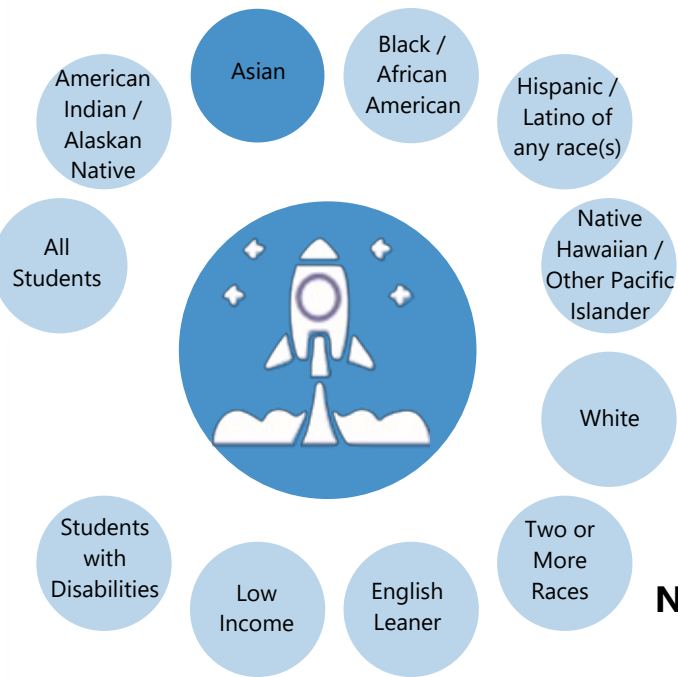 American
Indian /
Alaskan
Native
Asian
Black /
African
American
Hispanic /
Latino of
any race(s)
All
Students
Native
Hawaiian /
Other Pacific
Islander
White
Students
with
Disabilities
Low
Income
English
Leaner
Two or
More
Races
N